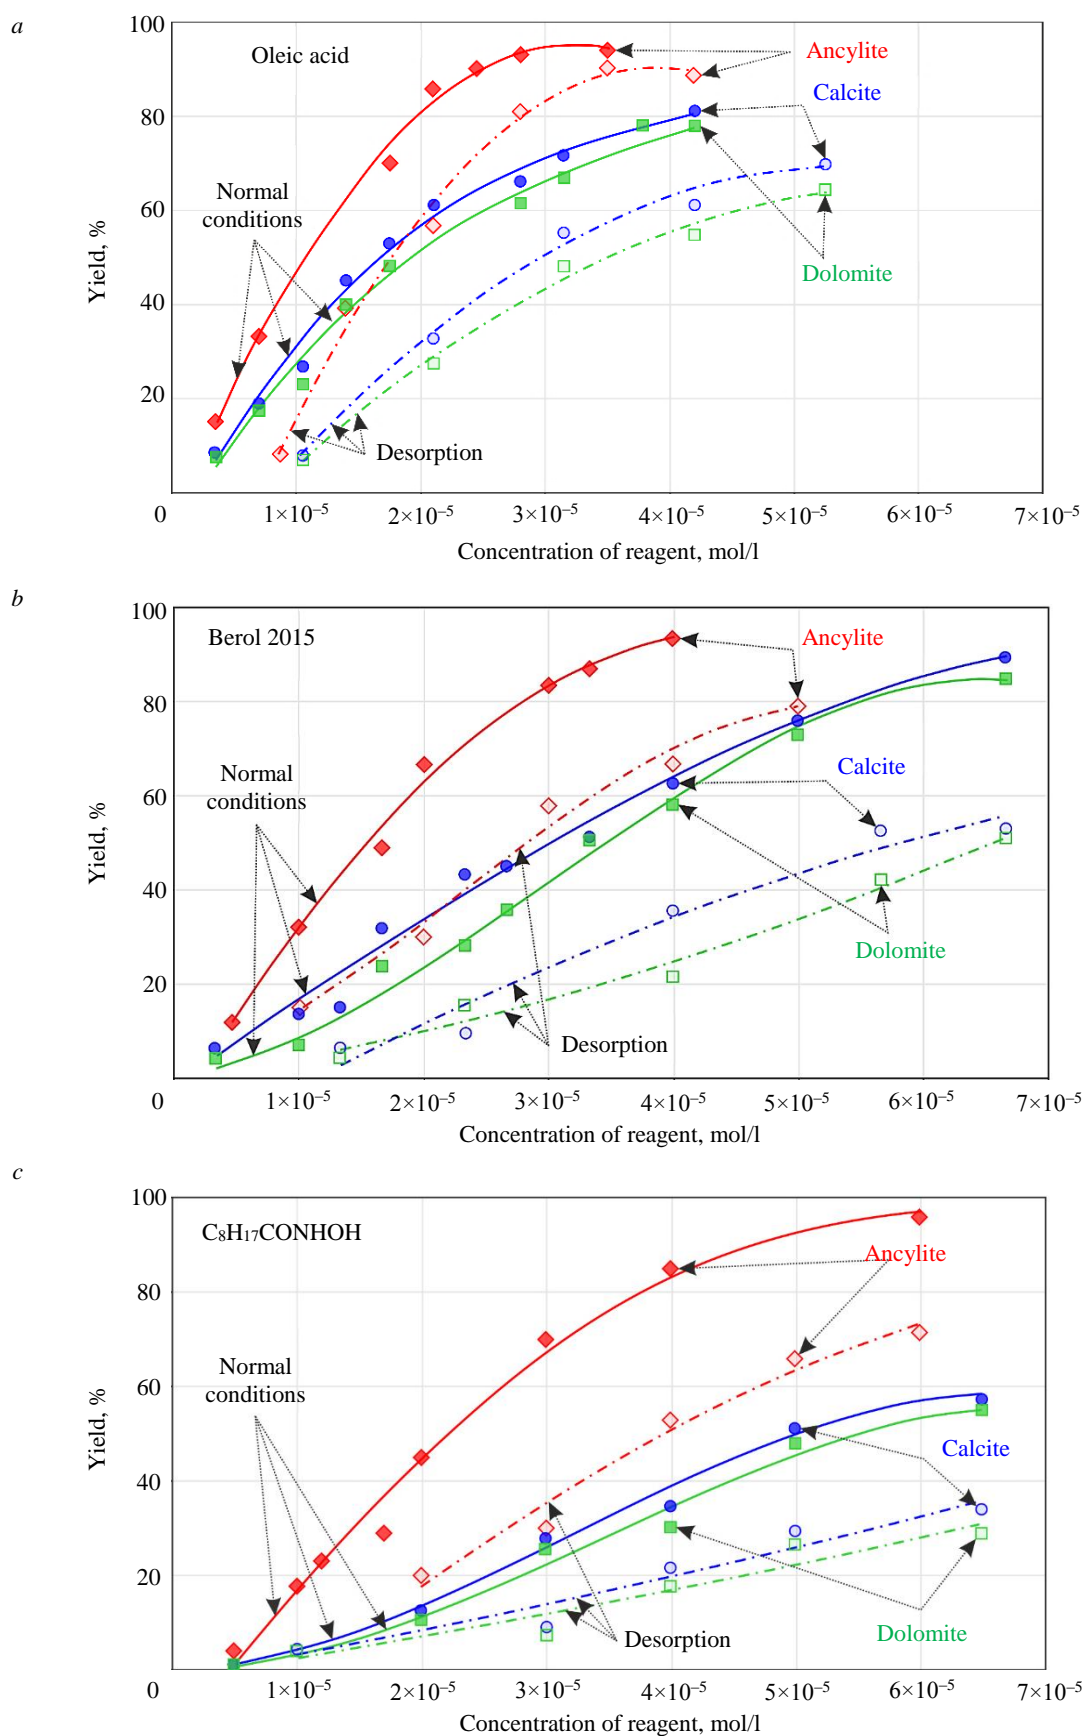 a
100
80
60
40
20
Yield, %
Oleic acid
Ancylite
Calcite
Normal
conditions
Dolomite
Desorption
0
1×10⁻⁵
2×10⁻⁵
3×10⁻⁵
4×10⁻⁵
5×10⁻⁵
6×10⁻⁵
7×10⁻⁵
Concentration of reagent, mol/l
b
100
80
60
40
20
Yield, %
Berol 2015
Ancylite
Calcite
Normal
conditions
Dolomite
Desorption
0
1×10⁻⁵
2×10⁻⁵
3×10⁻⁵
4×10⁻⁵
5×10⁻⁵
6×10⁻⁵
7×10⁻⁵
Concentration of reagent, mol/l
c
100
80
60
40
20
Yield, %
C₈H₁₇CONHOH
Ancylite
Normal
conditions
Calcite
Dolomite
Desorption
0
1×10⁻⁵
2×10⁻⁵
3×10⁻⁵
4×10⁻⁵
5×10⁻⁵
6×10⁻⁵
7×10⁻⁵
Concentration of reagent, mol/l